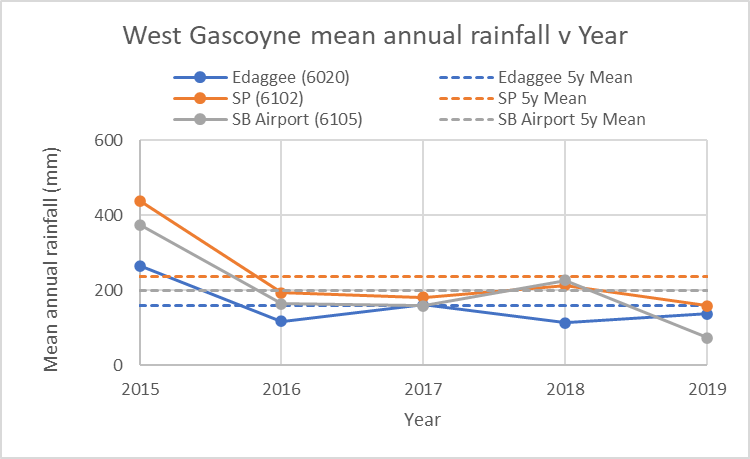 West Gascoyne mean annual rainfall v Year
Edaggee (6020)
Edaggee 5y Mean
SP (6102)
SP 5y Mean
SB Airport (6105)
SB Airport 5y Mean
Mean annual rainfall (mm)
600
400
200
0
2015 2016 2017 2018 2019
Year